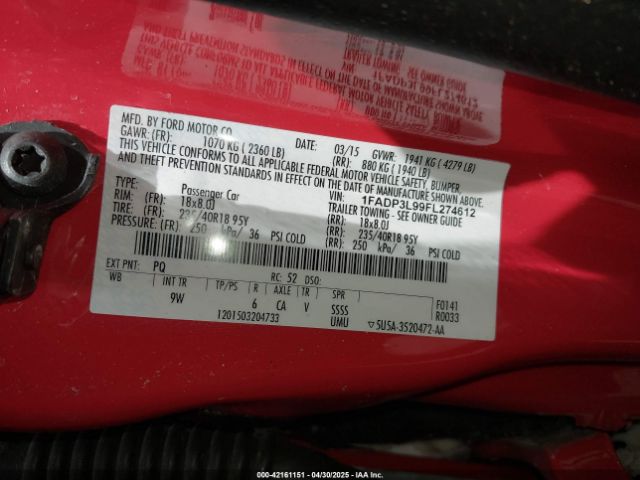 MFD. BY FORD MOTOR CO. DATE: 03/15 GVWR: 1941 KG ( 4279 LB)
GAWR: (FR): 1070 KG ( 2360 LB) (RR): 880 KG ( 1940 LB)
THIS VEHICLE CONFORMS TO ALL APPLICABLE FEDERAL MOTOR VEHICLE SAFETY, BUMPER,
AND THEFT PREVENTION STANDARDS IN EFFECT ON THE DATE OF MANUFACTURE SHOWN ABOVE.
VIN: 1FADP3L99FL274612
TYPE: Passenger Car TRAILER TOWING - SEE OWNER GUIDE
RIM: (FR): 18x8.0J (RR): 18x8.0J
TIRE: (FR): 235/40R18 95Y (RR): 235/40R18 95Y
PRESSURE: (FR): 250 kPa/ 36 PSI COLD (RR): 250 kPa/ 36 PSI COLD
EXT PNT: PQ RC: 52 DSO:
WB INT TR TP/PS R AXLE TR SPR F0141
9W 6 CA V SSSS R0033
1201503204733 UMU ▽5U5A-3520472-AA
000-42161151 - 04/30/2025 - IAAI.COM